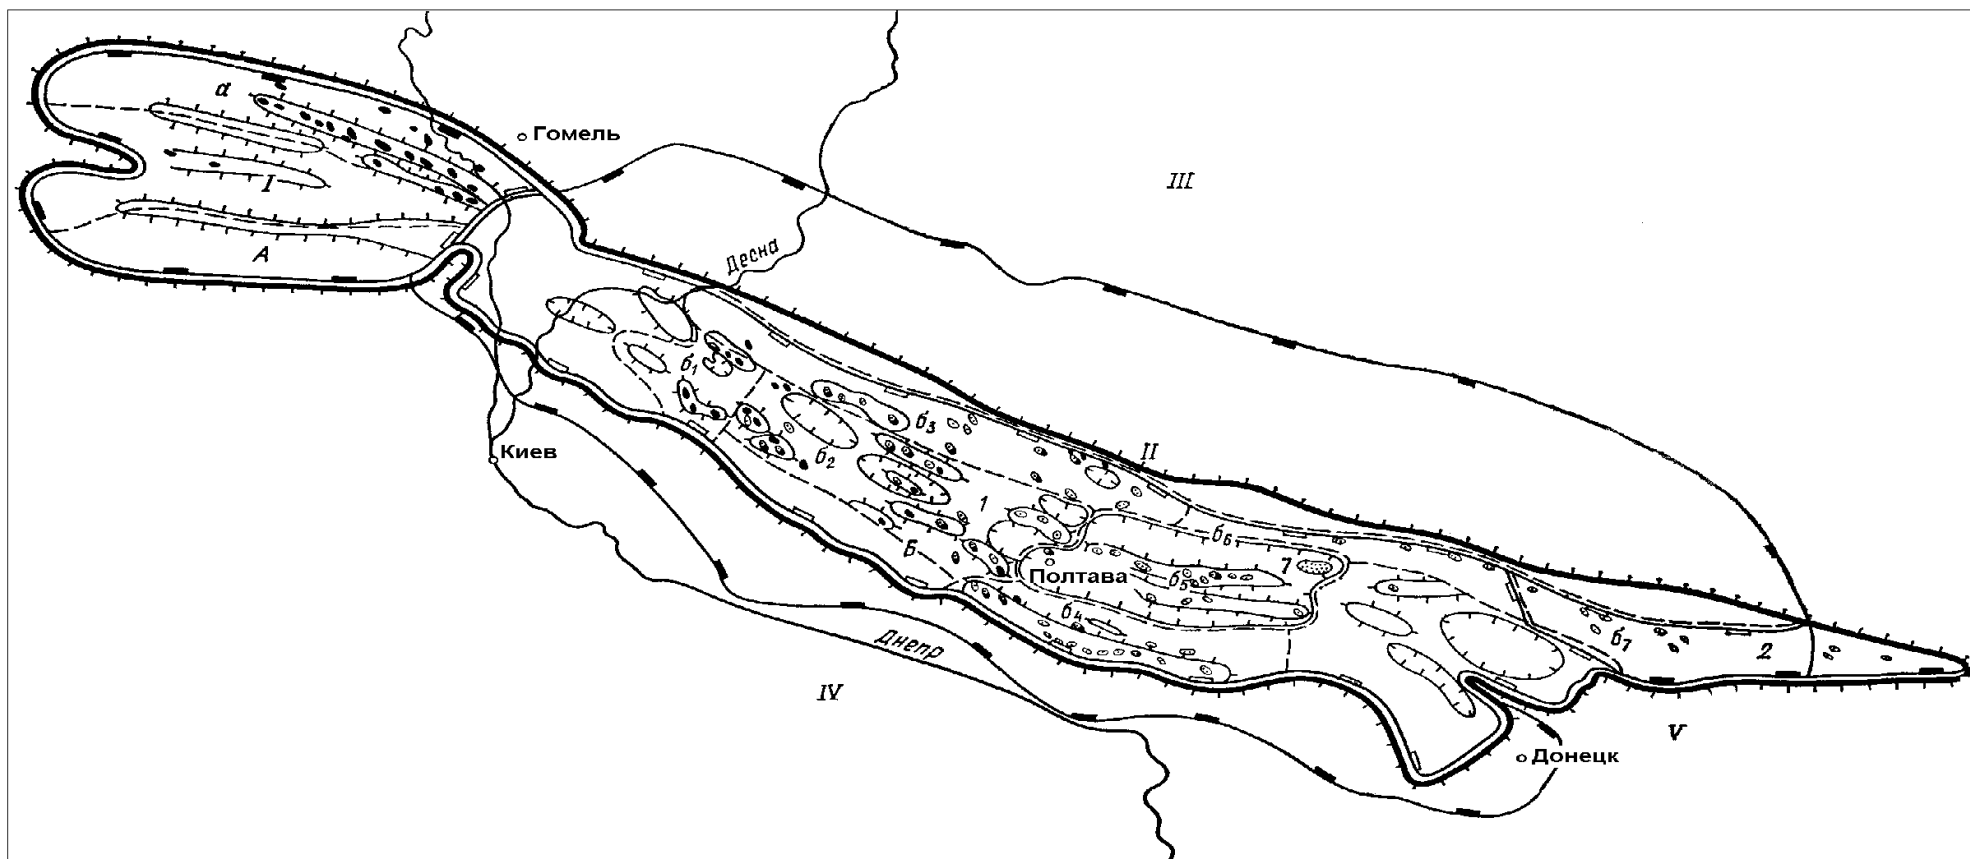 а
Гомель
I
III
А
Десна
б₁
б₃
II
Киев
б₂
1
б₆
Б
7
Полтава
б₅
б₄
Днепр
б₇
2
IV
V
Донецк